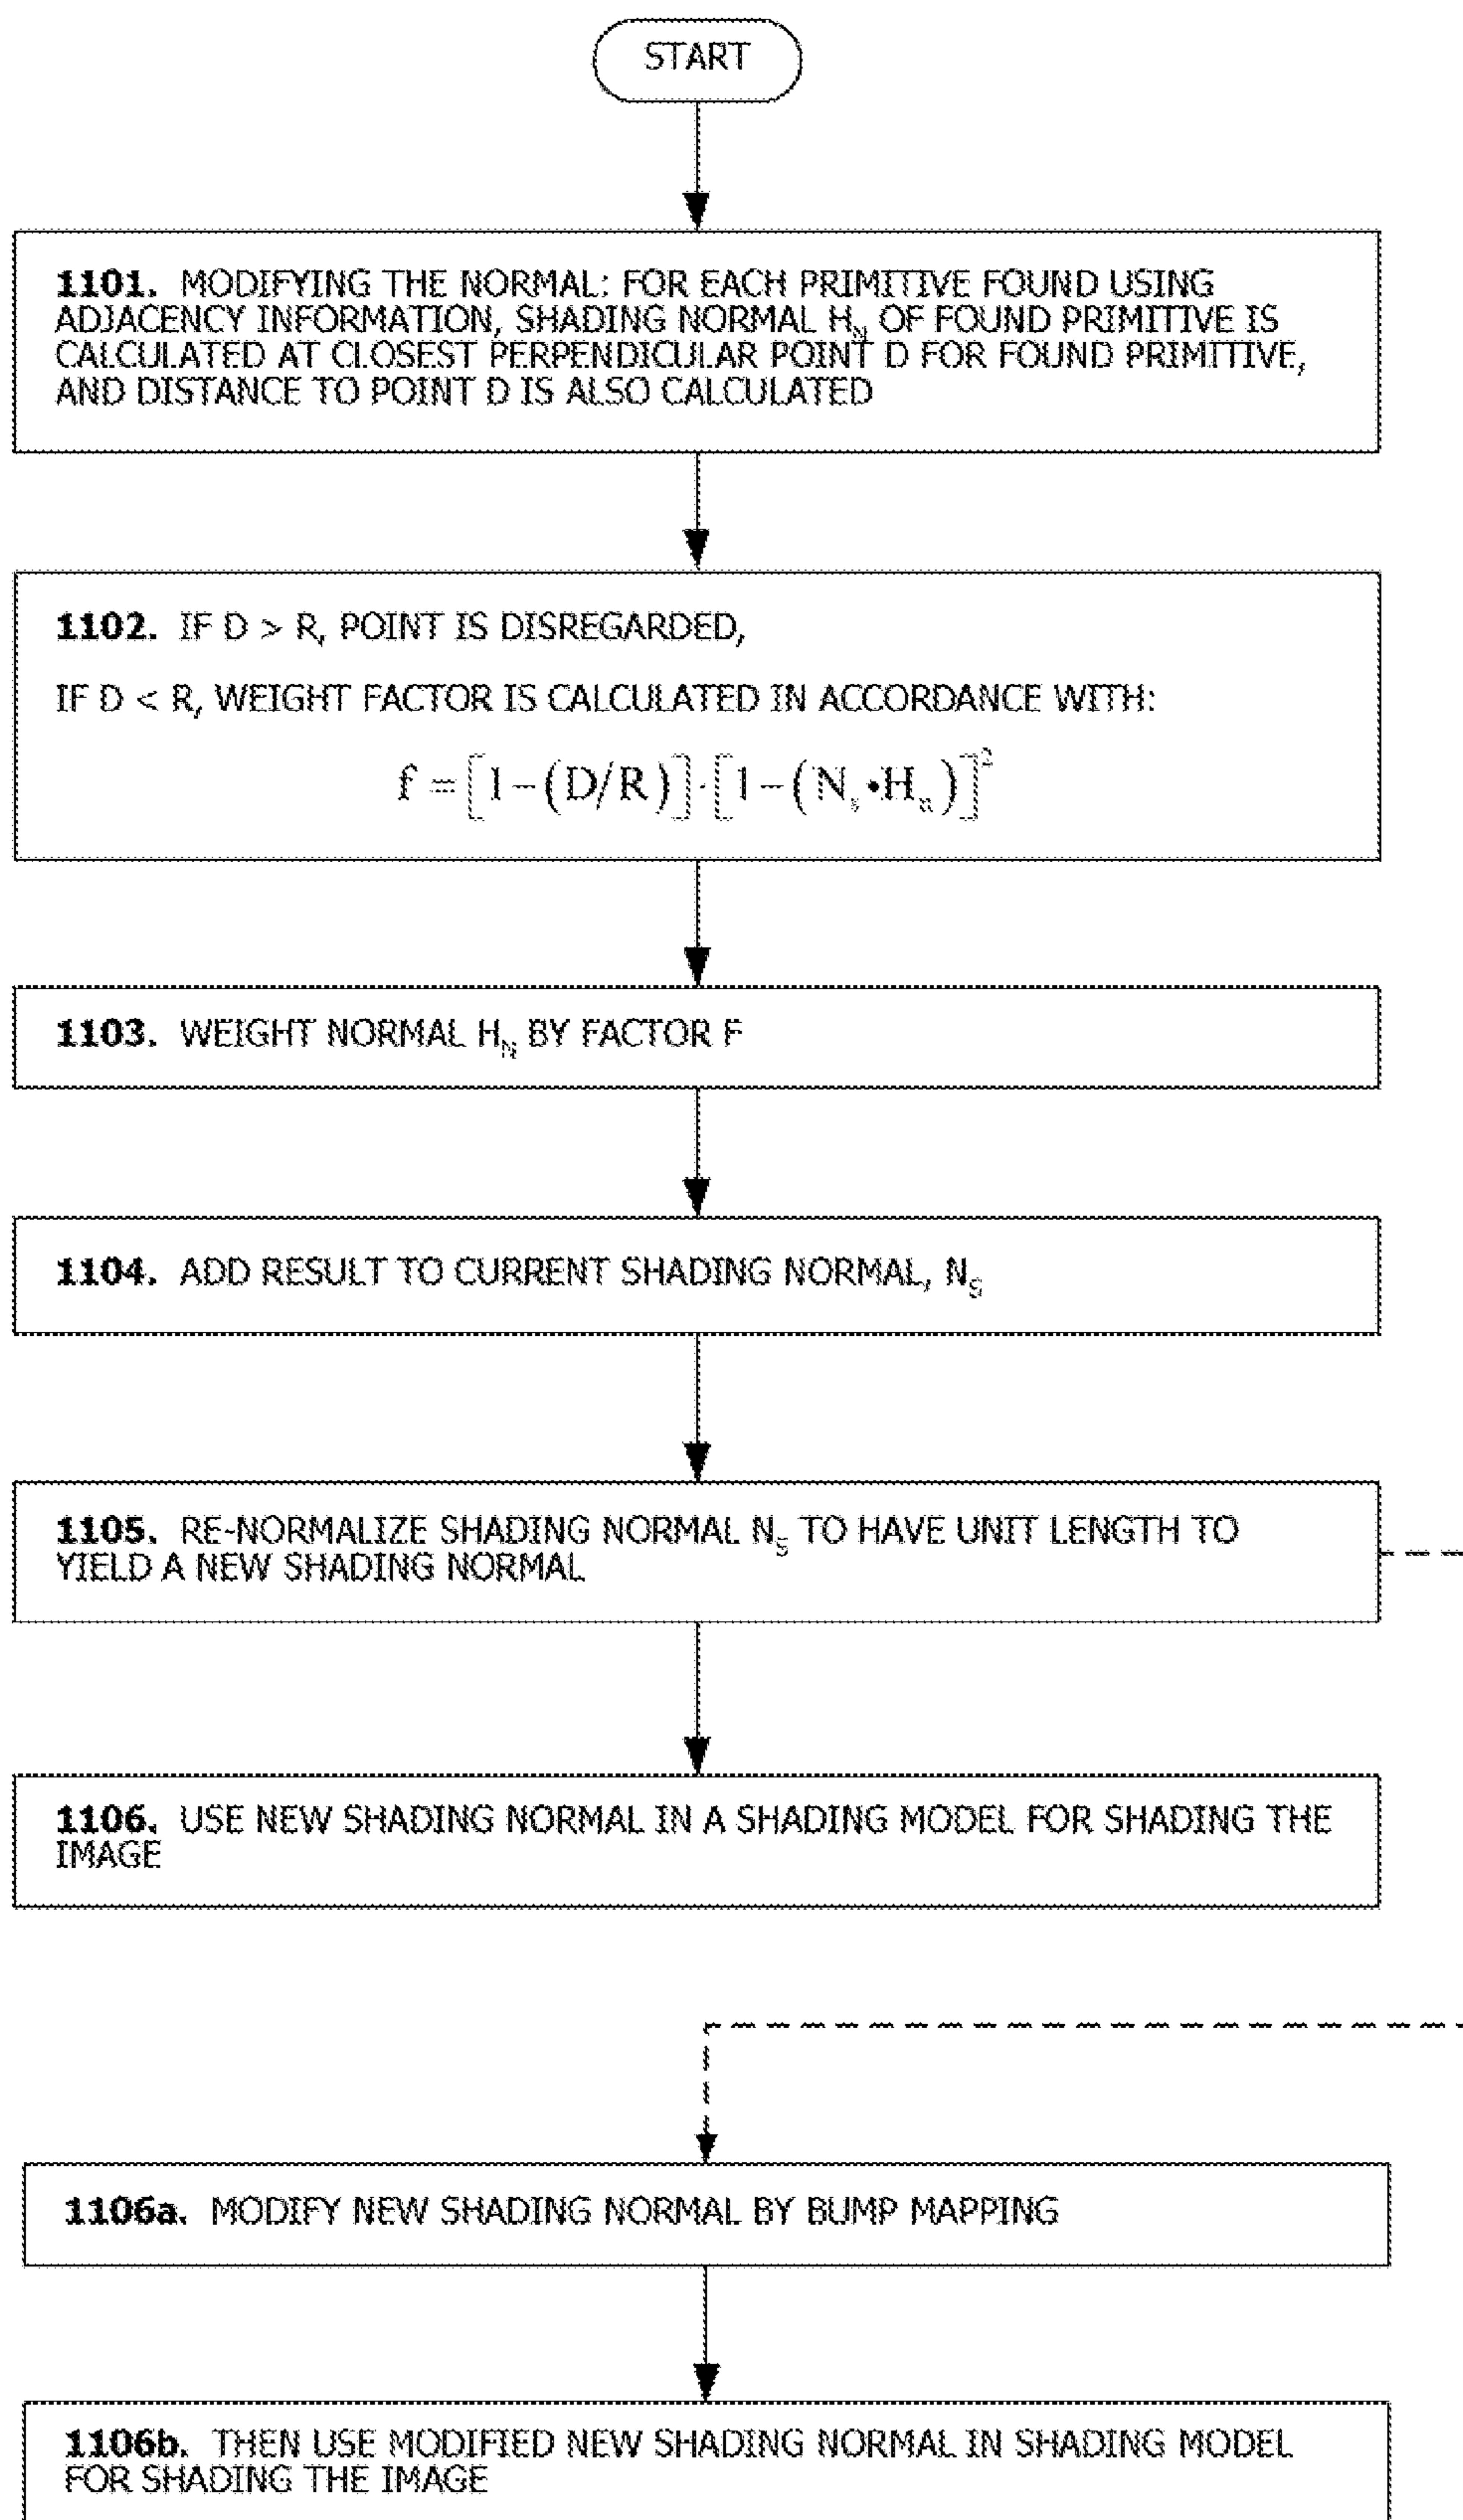 START
1101. MODIFYING THE NORMAL: FOR EACH PRIMITIVE FOUND USING
ADJACENCY INFORMATION, SHADING NORMAL H_N OF FOUND PRIMITIVE IS
CALCULATED AT CLOSEST PERPENDICULAR POINT D FOR FOUND PRIMITIVE,
AND DISTANCE TO POINT D IS ALSO CALCULATED
1102. IF D > R, POINT IS DISREGARDED,
IF D < R, WEIGHT FACTOR IS CALCULATED IN ACCORDANCE WITH:
f = [1-(D/R)]·[1-(N_s•H_n)]²
1103. WEIGHT NORMAL H_N BY FACTOR F
1104. ADD RESULT TO CURRENT SHADING NORMAL, N_S
1105. RE-NORMALIZE SHADING NORMAL N_S TO HAVE UNIT LENGTH TO
YIELD A NEW SHADING NORMAL
1106. USE NEW SHADING NORMAL IN A SHADING MODEL FOR SHADING THE
IMAGE
1106a. MODIFY NEW SHADING NORMAL BY BUMP MAPPING
1106b. THEN USE MODIFIED NEW SHADING NORMAL IN SHADING MODEL
FOR SHADING THE IMAGE